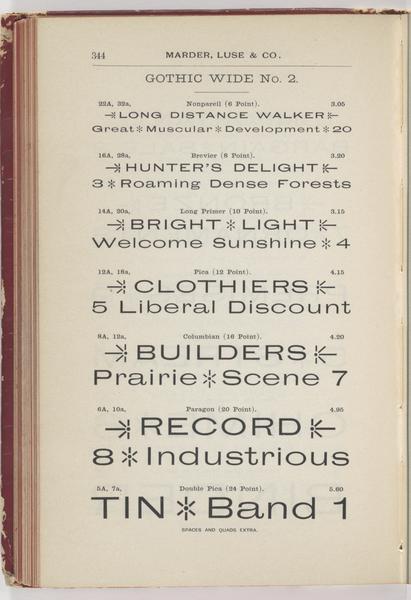 344 MARDER, LUSE & CO.
GOTHIC WIDE No. 2.
22A, 32a, Nonpareil (6 Point). 3.05
LONG DISTANCE WALKER
Great * Muscular * Development * 20
16A, 28a, Brevier (8 Point). 3.20
HUNTER'S DELIGHT
3 * Roaming Dense Forests
14A, 20a, Long Primer (10 Point). 3.15
BRIGHT * LIGHT
Welcome Sunshine * 4
12A, 18a, Pica (12 Point). 4.15
CLOTHIERS
5 Liberal Discount
8A, 12a, Columbian (16 Point). 4.20
BUILDERS
Prairie * Scene 7
6A, 10a, Paragon (20 Point). 4.95
RECORD
8 * Industrious
5A, 7a, Double Pica (24 Point). 5.60
TIN * Band 1
SPACES AND QUADS EXTRA.